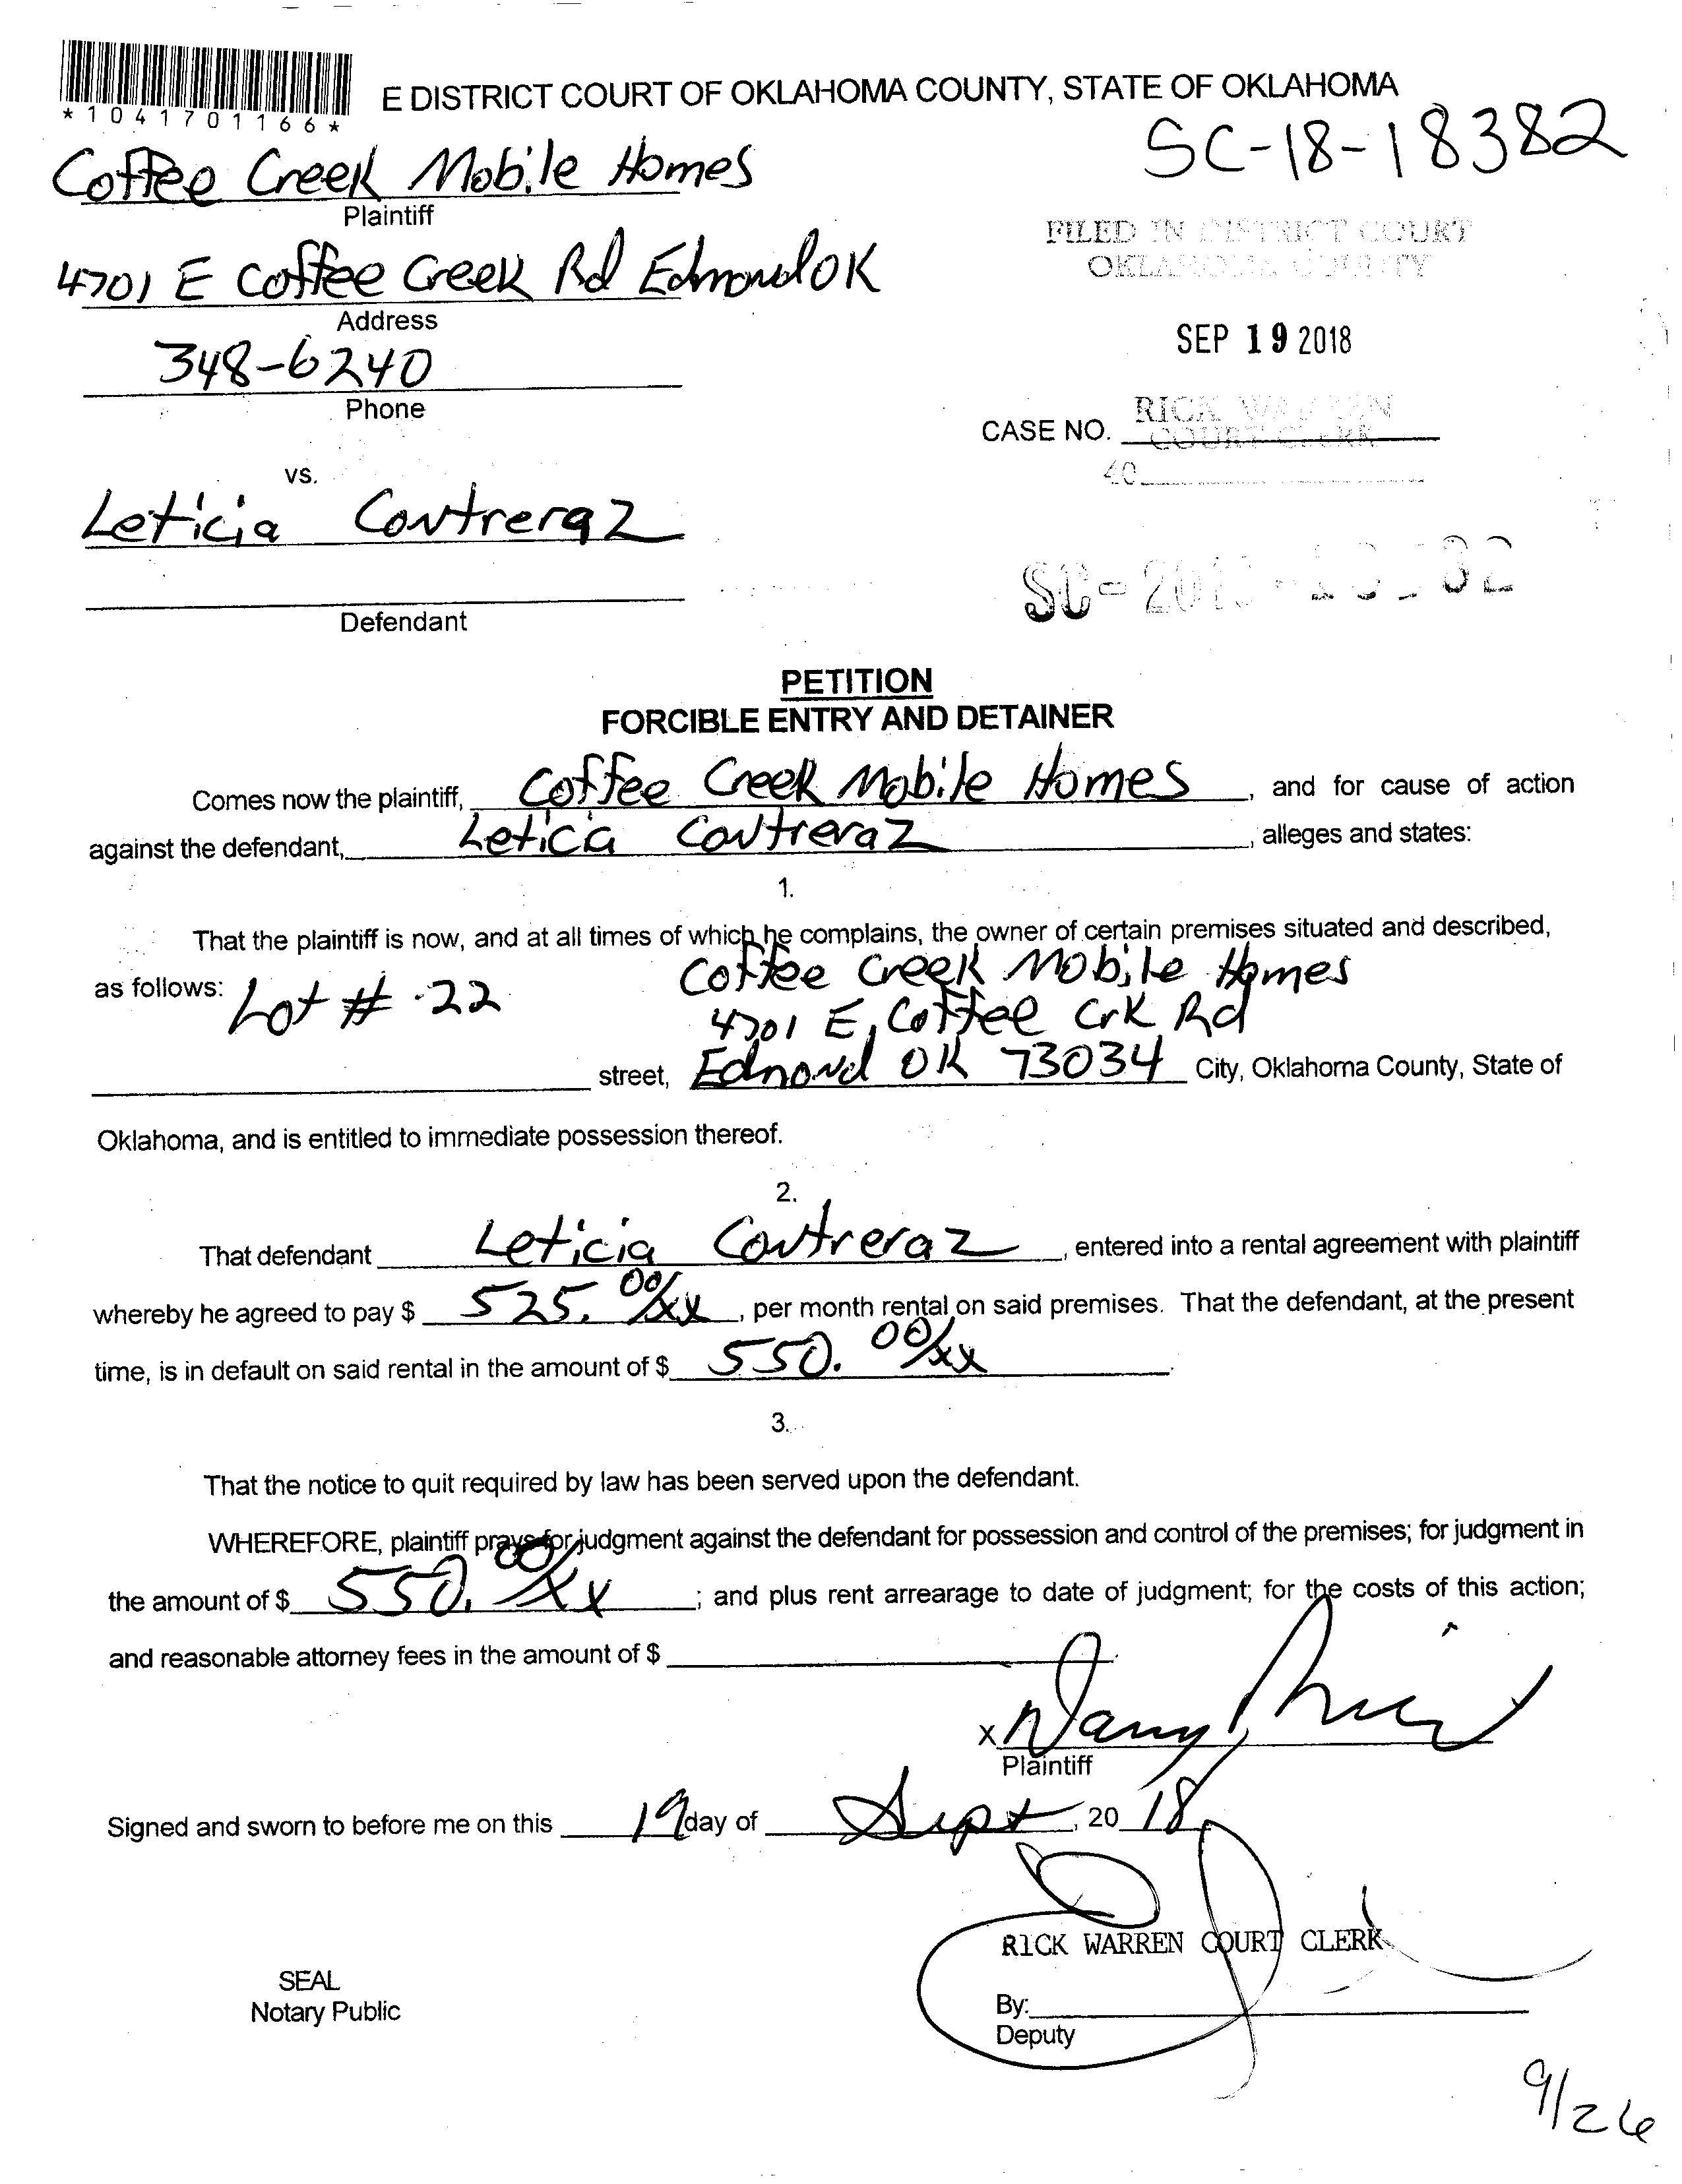 *1041701166*
E DISTRICT COURT OF OKLAHOMA COUNTY, STATE OF OKLAHOMA
SC-18-18382
Coffee Creek Mobile Homes
Plaintiff
FILED IN DISTRICT COURT
OKLAHOMA COUNTY
4701 E Coffee Creek Rd Edmond OK
Address
SEP 19 2018
348-6240
Phone
RICK WARREN
CASE NO. COURT CLERK
40
vs.
Leticia Contreraz
Defendant
PETITION
FORCIBLE ENTRY AND DETAINER
Comes now the plaintiff, Coffee Creek Mobile Homes, and for cause of action
against the defendant, Leticia Contreraz, alleges and states:
1.
That the plaintiff is now, and at all times of which he complains, the owner of certain premises situated and described,
as follows: Lot # 22 Coffee Creek Mobile Homes
4701 E. Coffee Crk Rd
street, Edmond OK 73034 City, Oklahoma County, State of
Oklahoma, and is entitled to immediate possession thereof.
2.
That defendant Leticia Contreraz, entered into a rental agreement with plaintiff
whereby he agreed to pay $ 525. 00/xx, per month rental on said premises. That the defendant, at the present
time, is in default on said rental in the amount of $ 550. 00/xx.
3.
That the notice to quit required by law has been served upon the defendant.
WHEREFORE, plaintiff prays for judgment against the defendant for possession and control of the premises; for judgment in
the amount of $ 550. 00/xx; and plus rent arrearage to date of judgment; for the costs of this action;
and reasonable attorney fees in the amount of $
x
Plaintiff
Signed and sworn to before me on this 19 day of Sept, 20 18
RICK WARREN COURT CLERK
SEAL
Notary Public
By:
Deputy
9/26